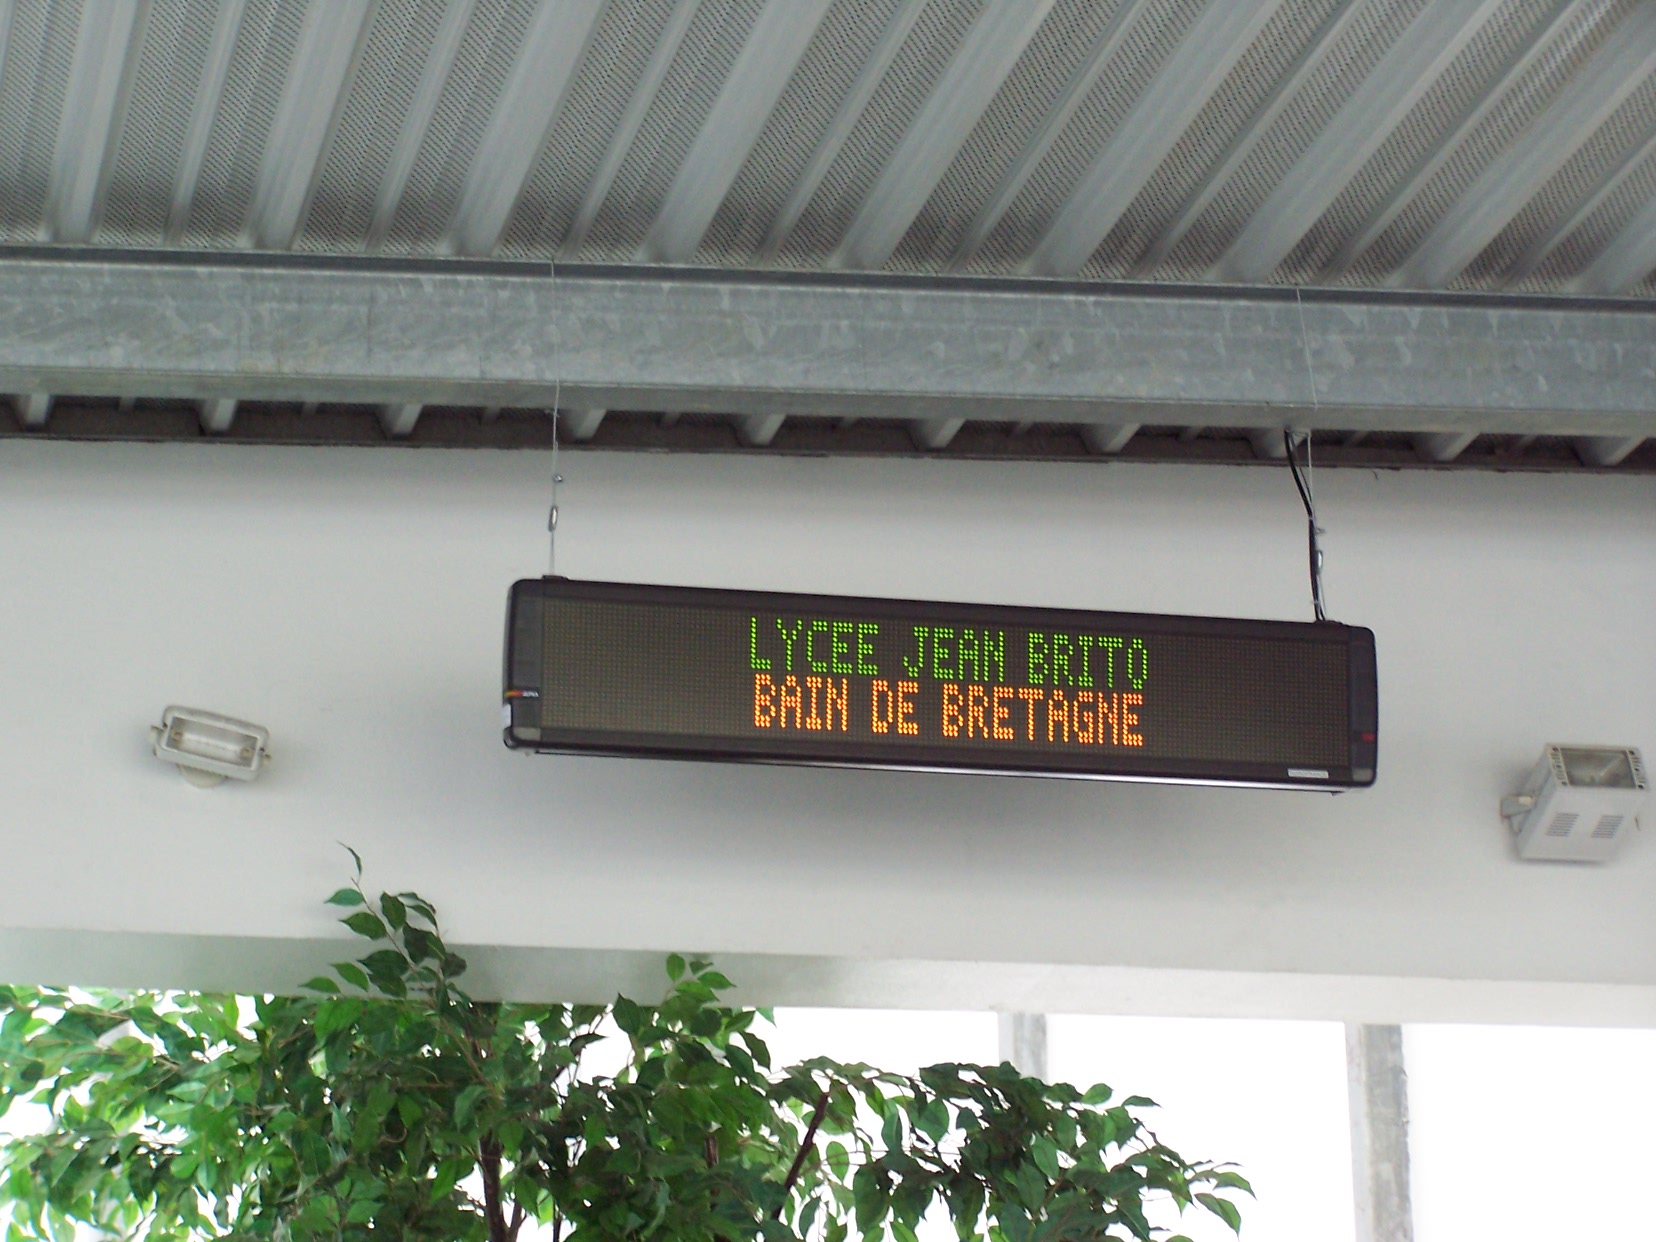 LYCEE JEAN BRITO
BAIN DE BRETAGNE